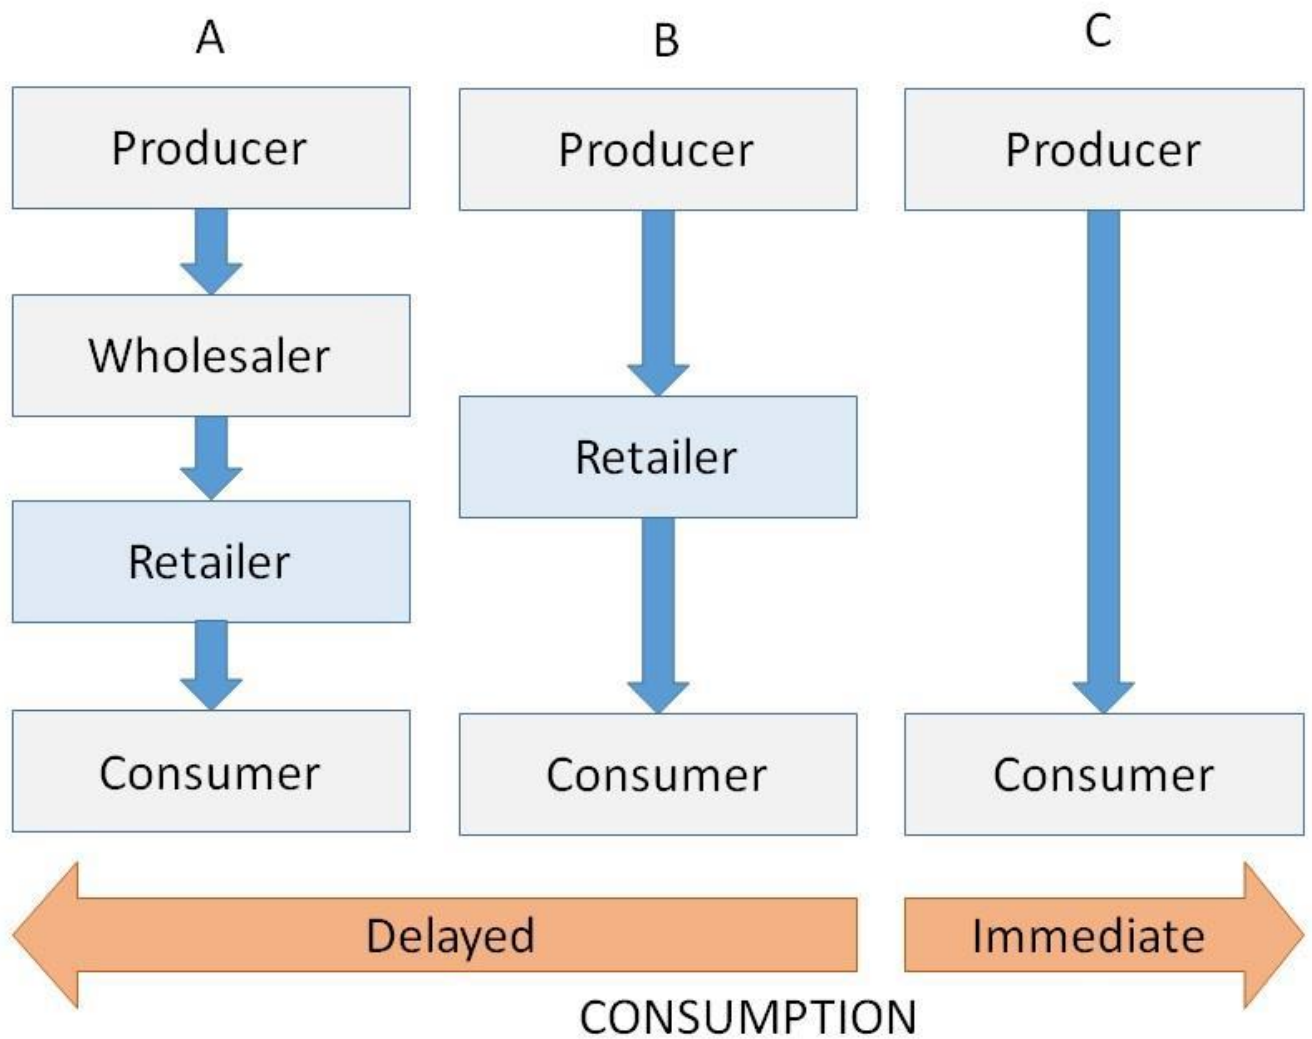 A
Producer
Wholesaler
Retailer
Consumer
B
Producer
Retailer
Consumer
C
Producer
Consumer
Delayed
Immediate
CONSUMPTION